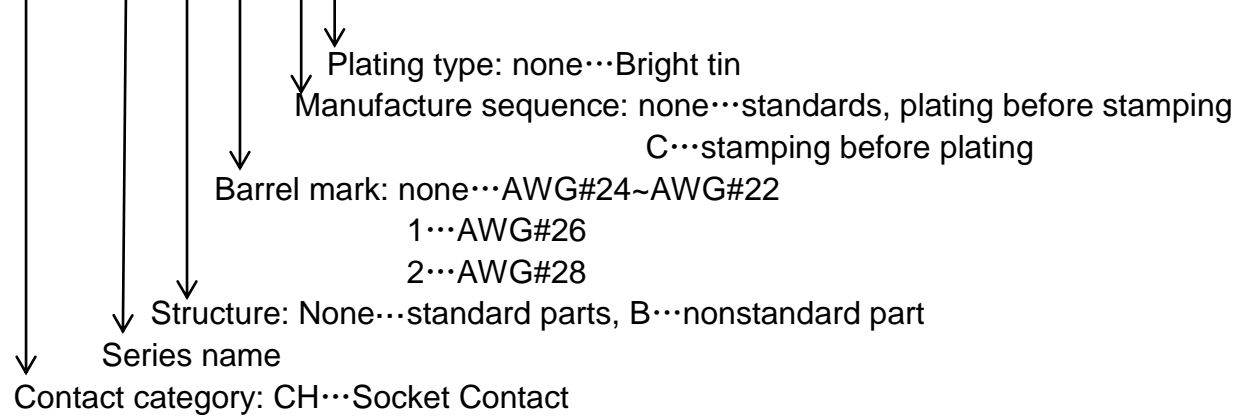 Plating type: none⋯Bright tin
Manufacture sequence: none⋯standards, plating before stamping
C⋯stamping before plating
Barrel mark: none⋯AWG#24~AWG#22
1⋯AWG#26
2⋯AWG#28
Structure: None⋯standard parts, B⋯nonstandard part
Series name
Contact category: CH⋯Socket Contact